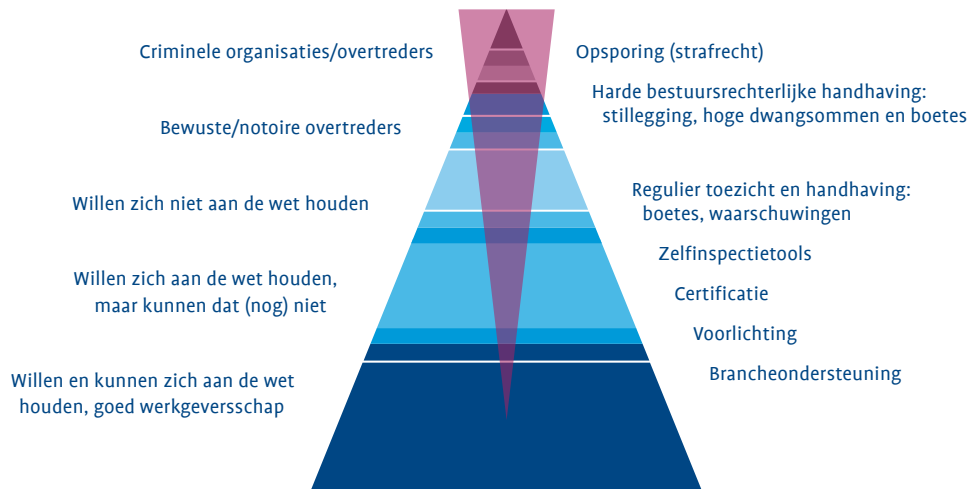 Criminele organisaties/overtreders
Opsporing (strafrecht)
Harde bestuursrechterlijke handhaving:
stillegging, hoge dwangsommen en boetes
Bewuste/notoire overtreders
Willen zich niet aan de wet houden
Regulier toezicht en handhaving:
boetes, waarschuwingen
Zelfinspectietools
Willen zich aan de wet houden,
maar kunnen dat (nog) niet
Certificatie
Voorlichting
Brancheondersteuning
Willen en kunnen zich aan de wet
houden, goed werkgeversschap